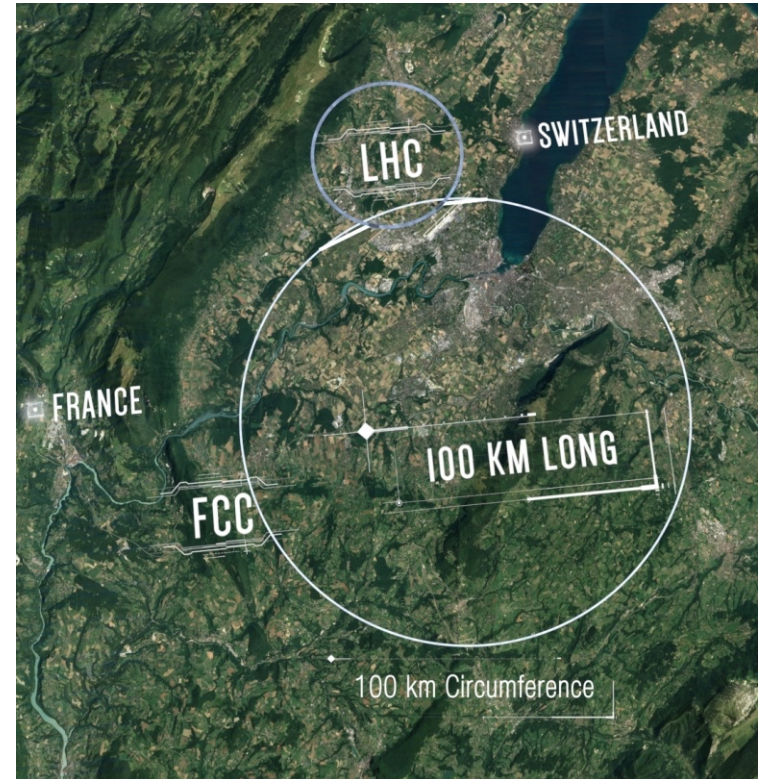 LHC
SWITZERLAND
FRANCE
100 KM LONG
FCC
100 km Circumference